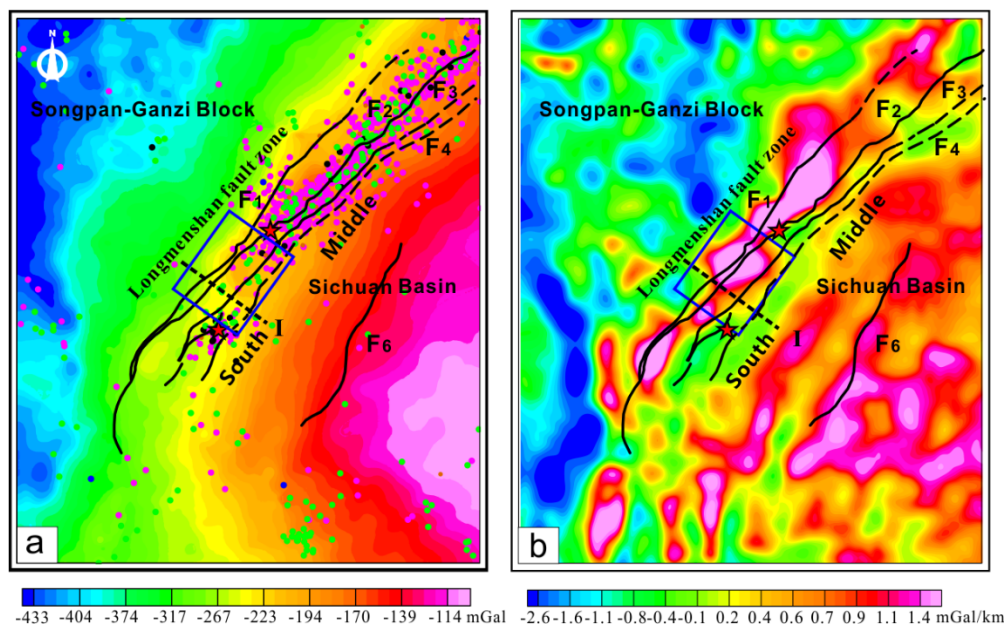 N
Songpan-Ganzi Block
Longmenshan fault zone
F1
F2
F3
F4
Middle
Sichuan Basin
I
South
F6
a
-433 -404 -374 -317 -267 -223 -194 -170 -159 -139 -114 mGal
Songpan-Ganzi Block
Longmenshan fault zone
F1
F2
F3
F4
Middle
Sichuan Basin
I
South
F6
b
-2.6 -1.6 -1.1 -0.8 -0.4 0.2 0.4 0.6 0.7 0.9 1.1 1.4 mGal/km